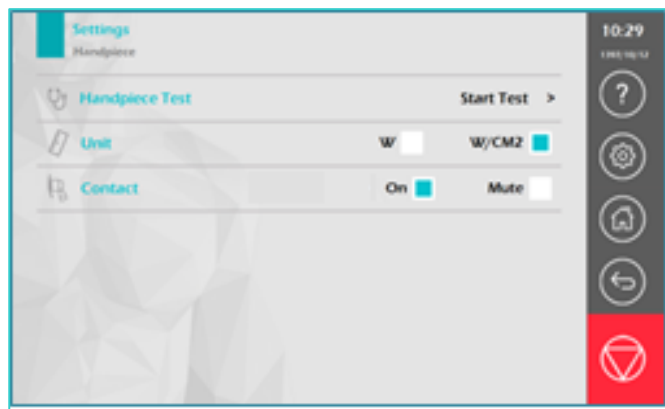 Settings
Handpiece
Handpiece Test Start Test >
Unit W W/CM2
Contact On Mute
10:29
?